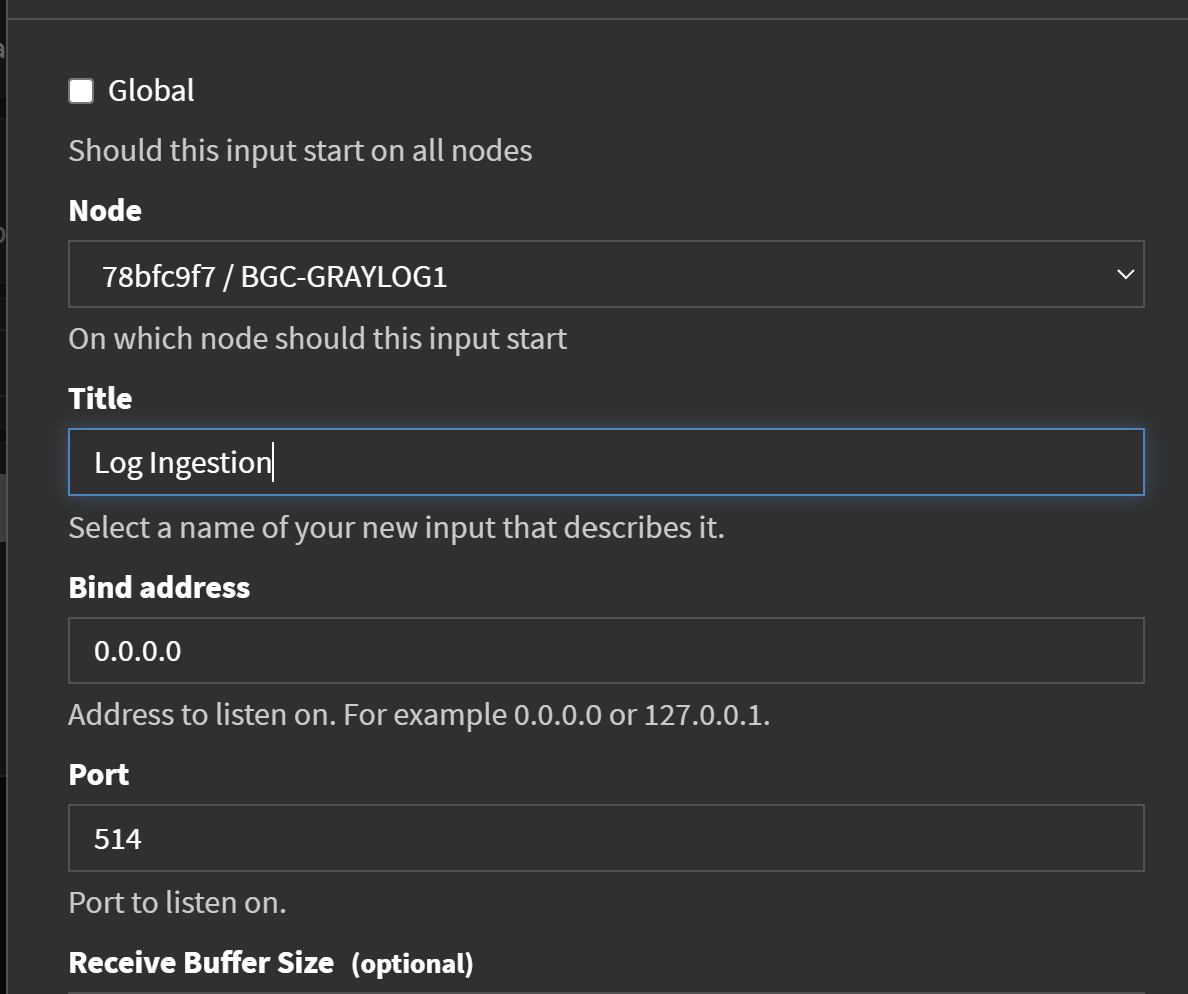 Global
Should this input start on all nodes
Node
78bfc9f7 / BGC-GRAYLOG1
On which node should this input start
Title
Log Ingestion
Select a name of your new input that describes it.
Bind address
0.0.0.0
Address to listen on. For example 0.0.0.0 or 127.0.0.1.
Port
514
Port to listen on.
Receive Buffer Size (optional)